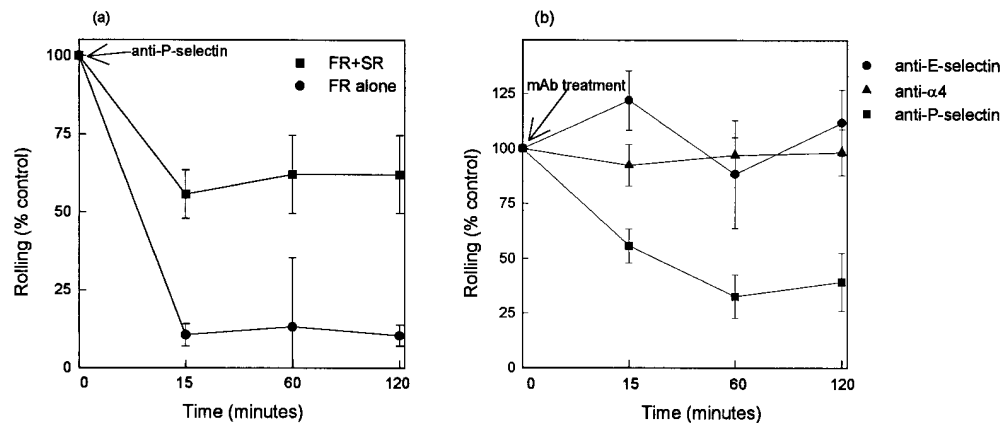 (a)
anti-P-selectin
FR+SR
FR alone
100
75
50
25
0
Rolling (% control)
0 15 60 120
Time (minutes)
(b)
mAb treatment
anti-E-selectin
anti-α4
anti-P-selectin
125
100
75
50
25
0
Rolling (% control)
0 15 60 120
Time (minutes)